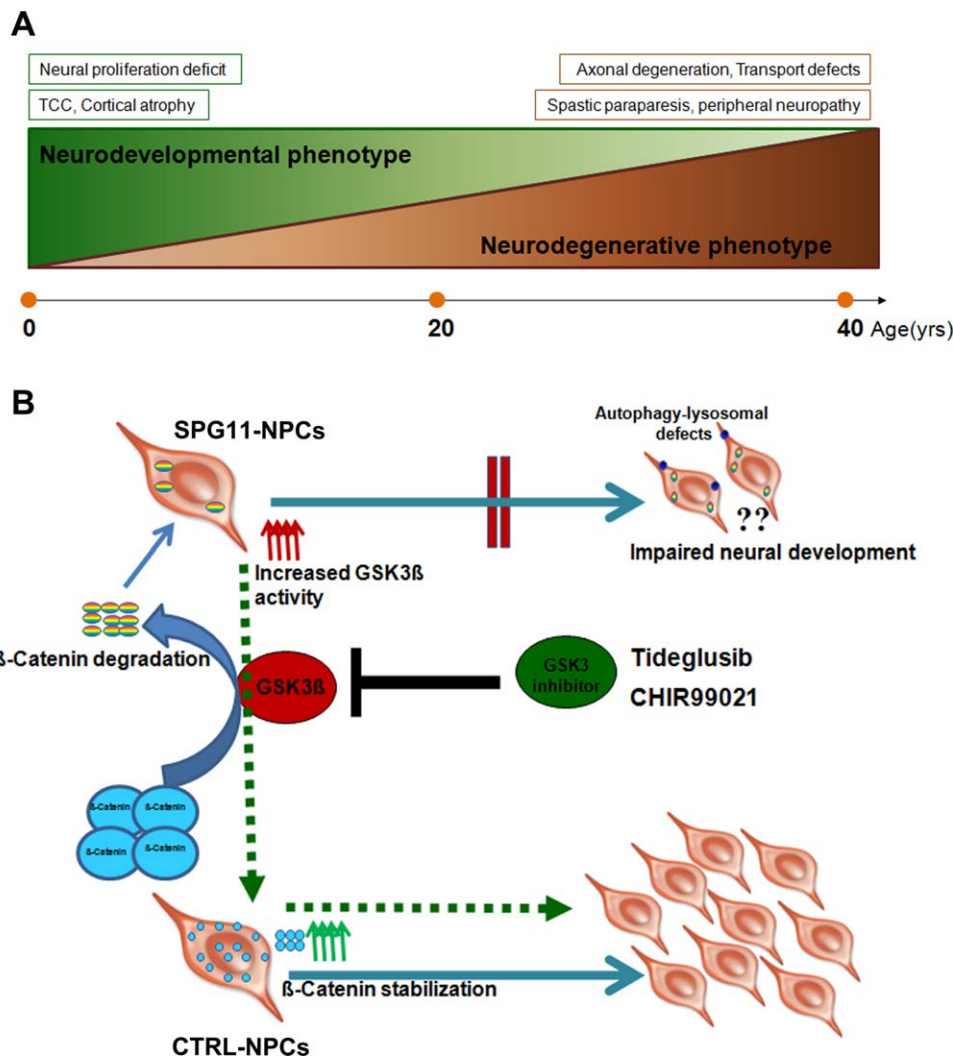 A
Neural proliferation deficit
Axonal degeneration, Transport defects
TCC, Cortical atrophy
Spastic paraparesis, peripheral neuropathy
Neurodevelopmental phenotype
Neurodegenerative phenotype
0
20
40 Age(yrs)
B
SPG11-NPCs
Autophagy-lysosomal
defects
??
Impaired neural development
Increased GSK3ß
activity
ß-Catenin degradation
GSK3ß
GSK3
inhibitor
Tideglusib
CHIR99021
ß-Catenin
ß-Catenin
ß-Catenin
ß-Catenin
ß-Catenin stabilization
CTRL-NPCs